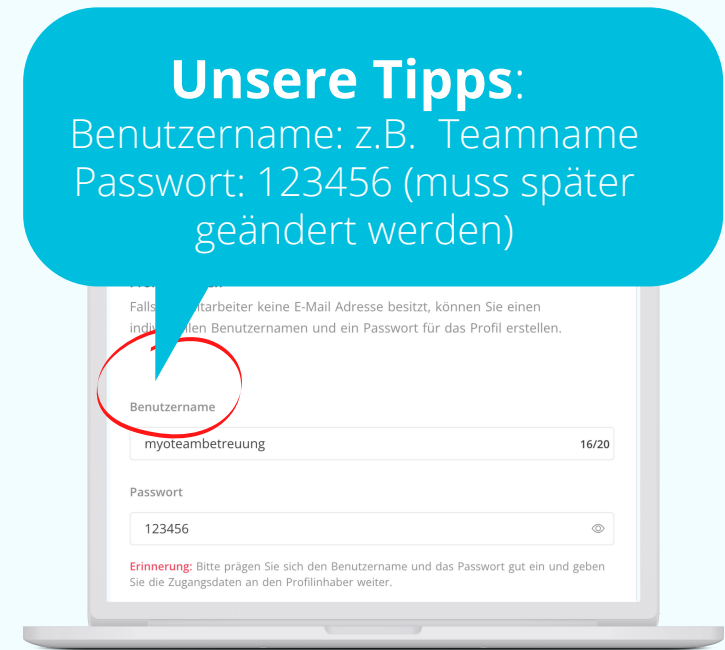 Unsere Tipps:
Benutzername: z.B. Teamname
Passwort: 123456 (muss später
geändert werden)
Falls itarbeiter keine E-Mail Adresse besitzt, können Sie einen
indi llen Benutzernamen und ein Passwort für das Profil erstellen.
Benutzername
myoteambetreuung 16/20
Passwort
123456
Erinnerung: Bitte prägen Sie sich den Benutzername und das Passwort gut ein und geben
Sie die Zugangsdaten an den Profilinhaber weiter.